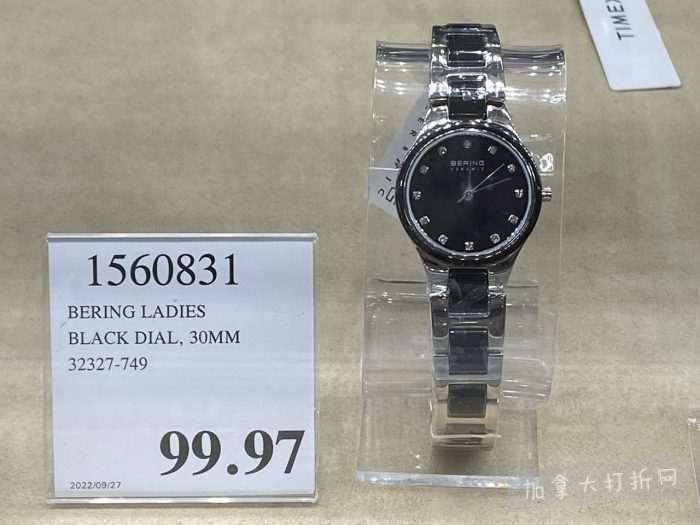 TIMEX
BERING
CERAMIC
1560831
BERING LADIES
BLACK DIAL, 30MM
32327-749
99.97
2022/09/27
加拿大打折网